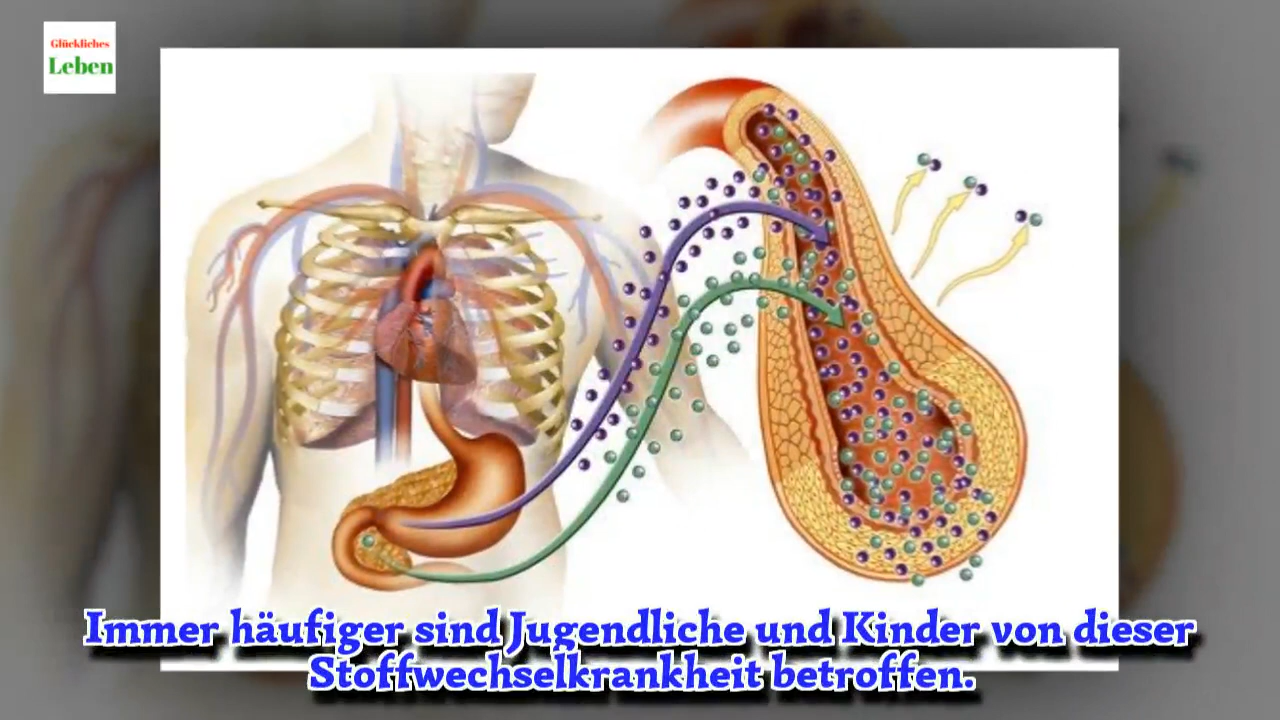 Glückliches
Leben
Immer häufiger sind Jugendliche und Kinder von dieser
Stoffwechselkrankheit betroffen.